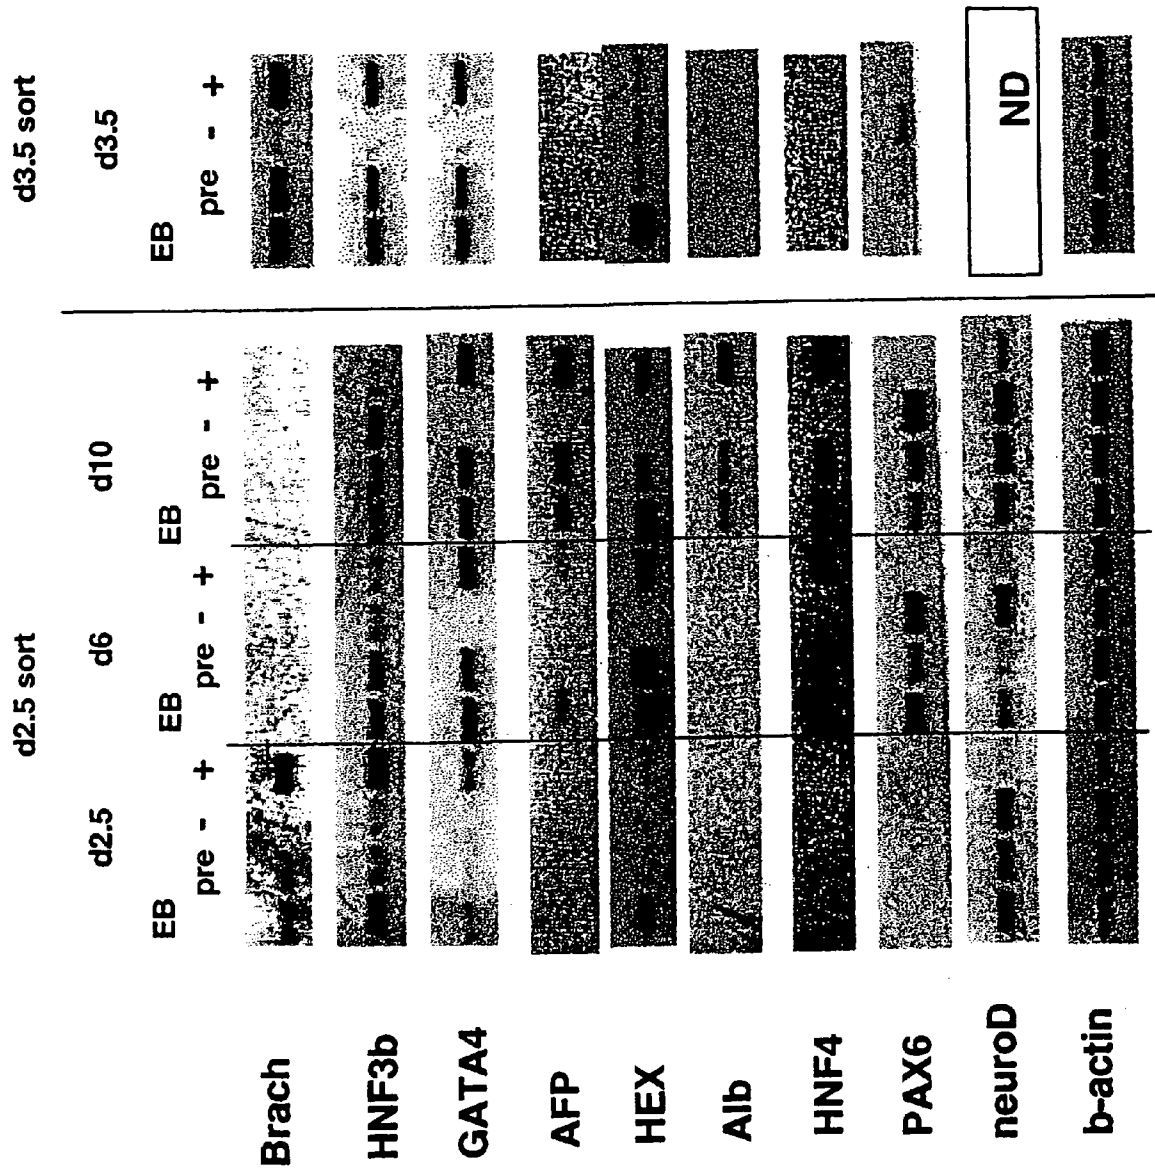 d2.5 sort d3.5 sort
d2.5 d6 d10 d3.5
EB pre - + EB pre - + EB pre - + EB pre - +
Brach
HNF3b
GATA4
AFP
HEX
Alb
HNF4
PAX6
neuroD ND
b-actin